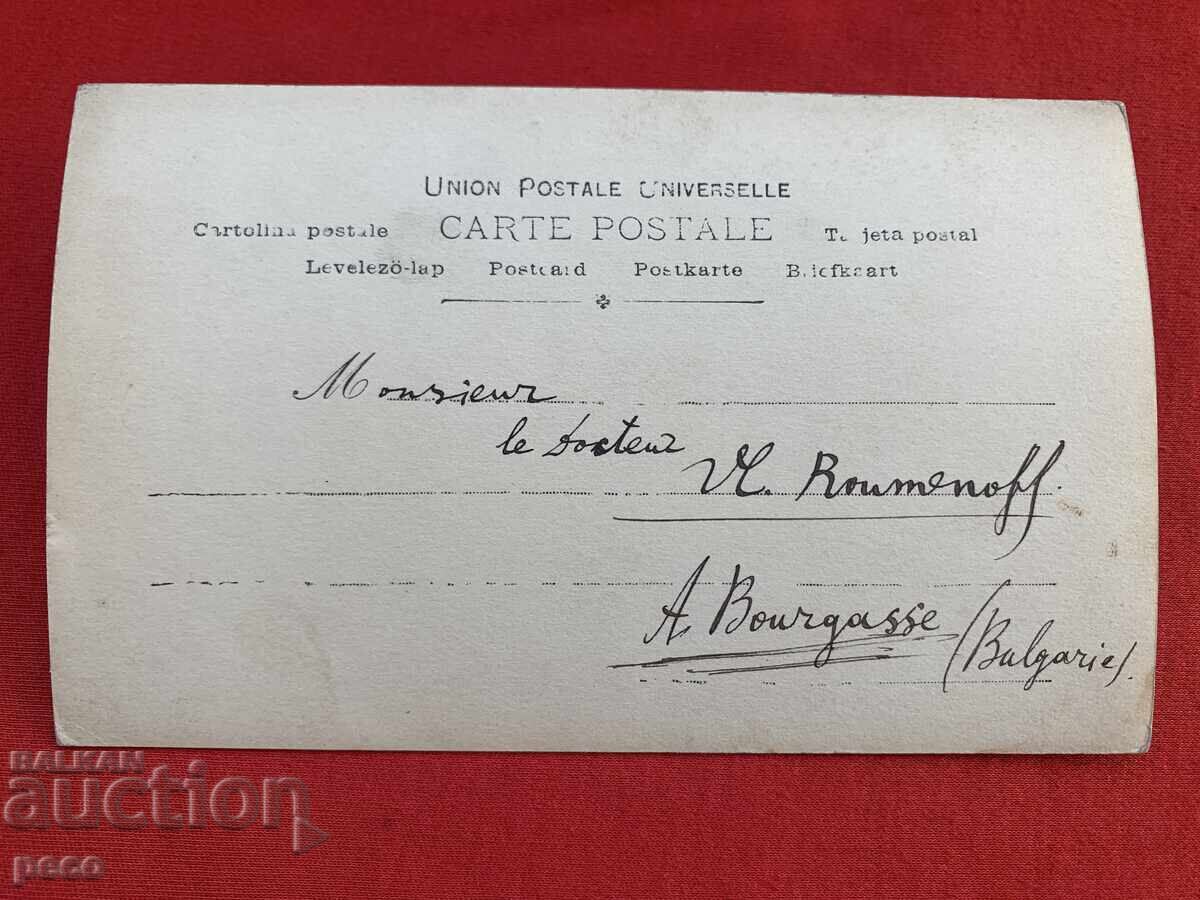 UNION POSTALE UNIVERSELLE
Cartolina postale CARTE POSTALE Tarjeta postal
Levelező-lap Postcard Postkarte Briefkaart
Monsieur
le Docteur
Vl. Roumenoff
A. Bourgasse
(Bulgarie).
BALKAN
auction
peco